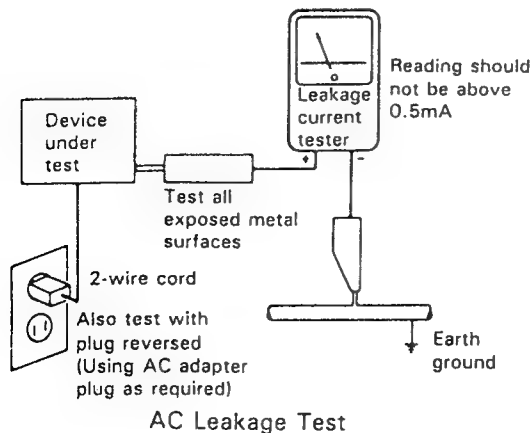 Reading should
not be above
0.5mA
Leakage
current
tester
+ -
Device
under
test
Test all
exposed metal
surfaces
2-wire cord
Also test with
plug reversed
(Using AC adapter
plug as required)
Earth
ground
AC Leakage Test